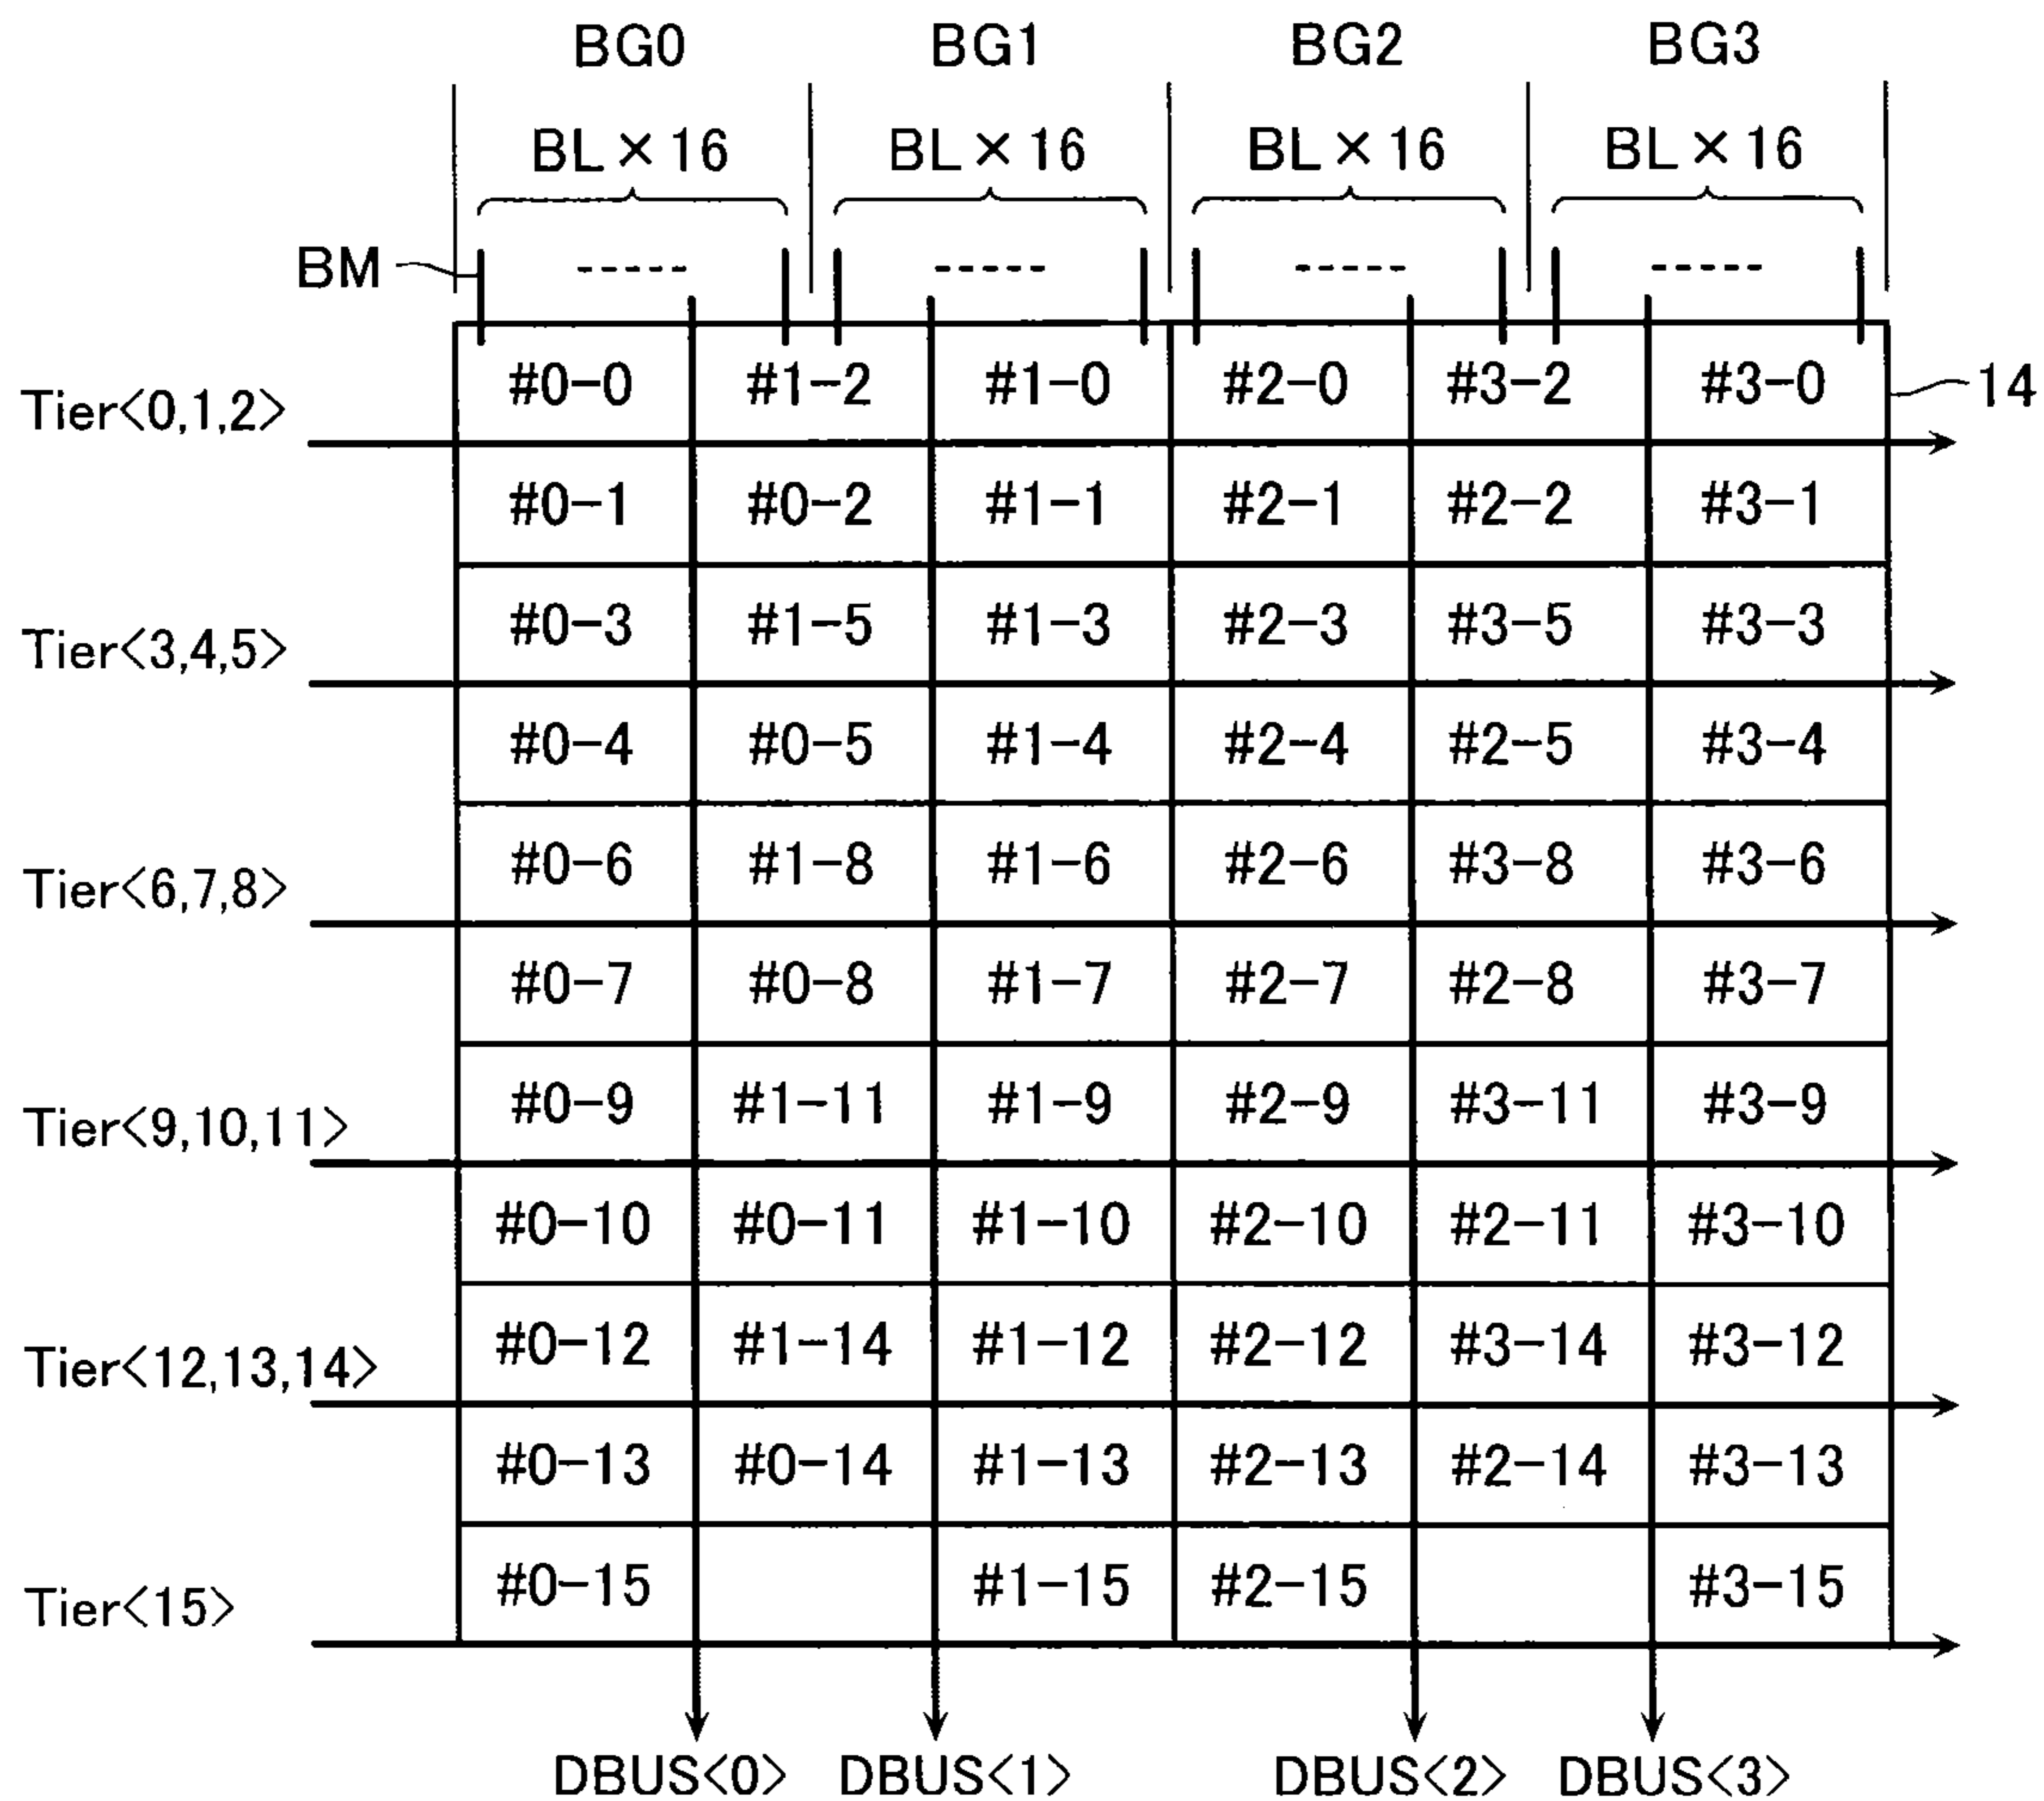 BG0 BG1 BG2 BG3
BL×16 BL×16 BL×16 BL×16
BM
#0-0 #1-2 #1-0 #2-0 #3-2 #3-0 14
Tier<0,1,2>
#0-1 #0-2 #1-1 #2-1 #2-2 #3-1
#0-3 #1-5 #1-3 #2-3 #3-5 #3-3
Tier<3,4,5>
#0-4 #0-5 #1-4 #2-4 #2-5 #3-4
#0-6 #1-8 #1-6 #2-6 #3-8 #3-6
Tier<6,7,8>
#0-7 #0-8 #1-7 #2-7 #2-8 #3-7
#0-9 #1-11 #1-9 #2-9 #3-11 #3-9
Tier<9,10,11>
#0-10 #0-11 #1-10 #2-10 #2-11 #3-10
#0-12 #1-14 #1-12 #2-12 #3-14 #3-12
Tier<12,13,14>
#0-13 #0-14 #1-13 #2-13 #2-14 #3-13
#0-15 #1-15 #2-15 #3-15
Tier<15>
DBUS<0> DBUS<1> DBUS<2> DBUS<3>